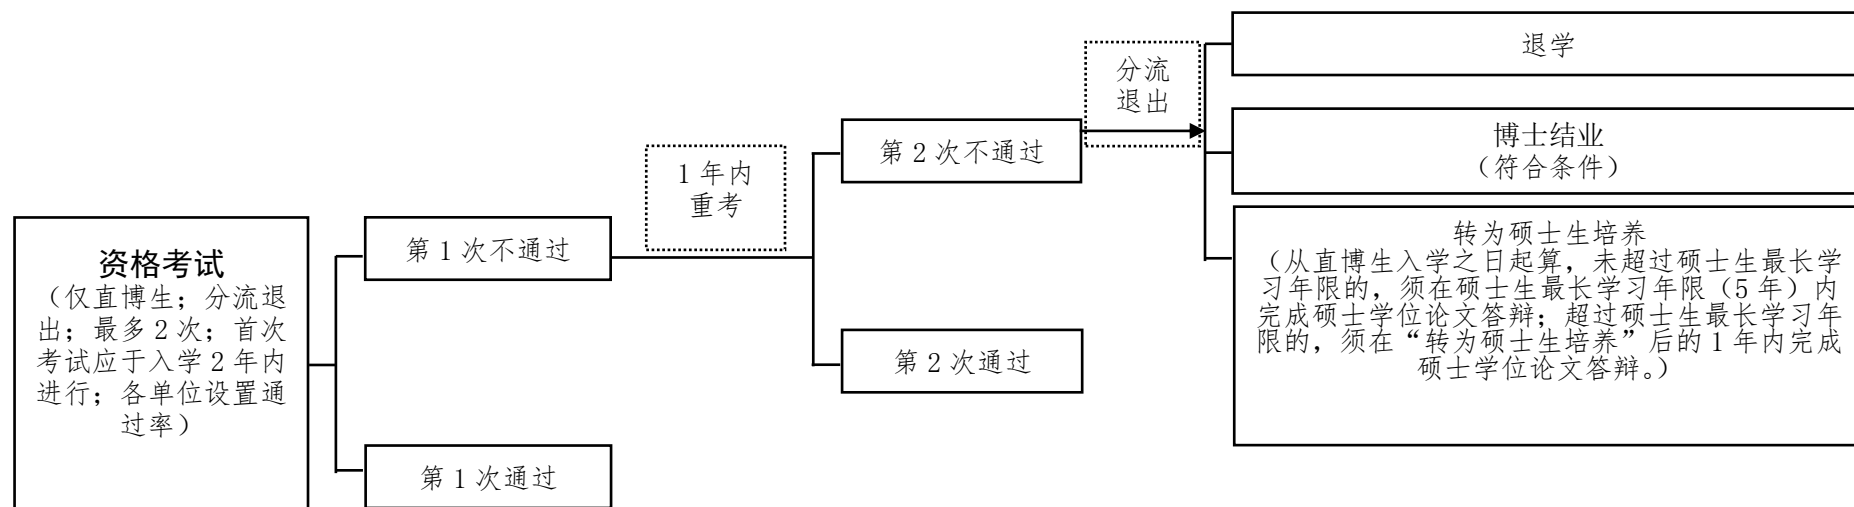 资格考试
（仅直博生；分流退
出；最多2次；首次
考试应于入学2年内
进行；各单位设置通
过率）
第1次不通过
第1次通过
1年内
重考
第2次不通过
第2次通过
分流
退出
退学
博士结业
（符合条件）
转为硕士生培养
（从直博生入学之日起算，未超过硕士生最长学
习年限的，须在硕士生最长学习年限（5年）内
完成硕士学位论文答辩；超过硕士生最长学习年
限的，须在“转为硕士生培养”后的1年内完成
硕士学位论文答辩。）